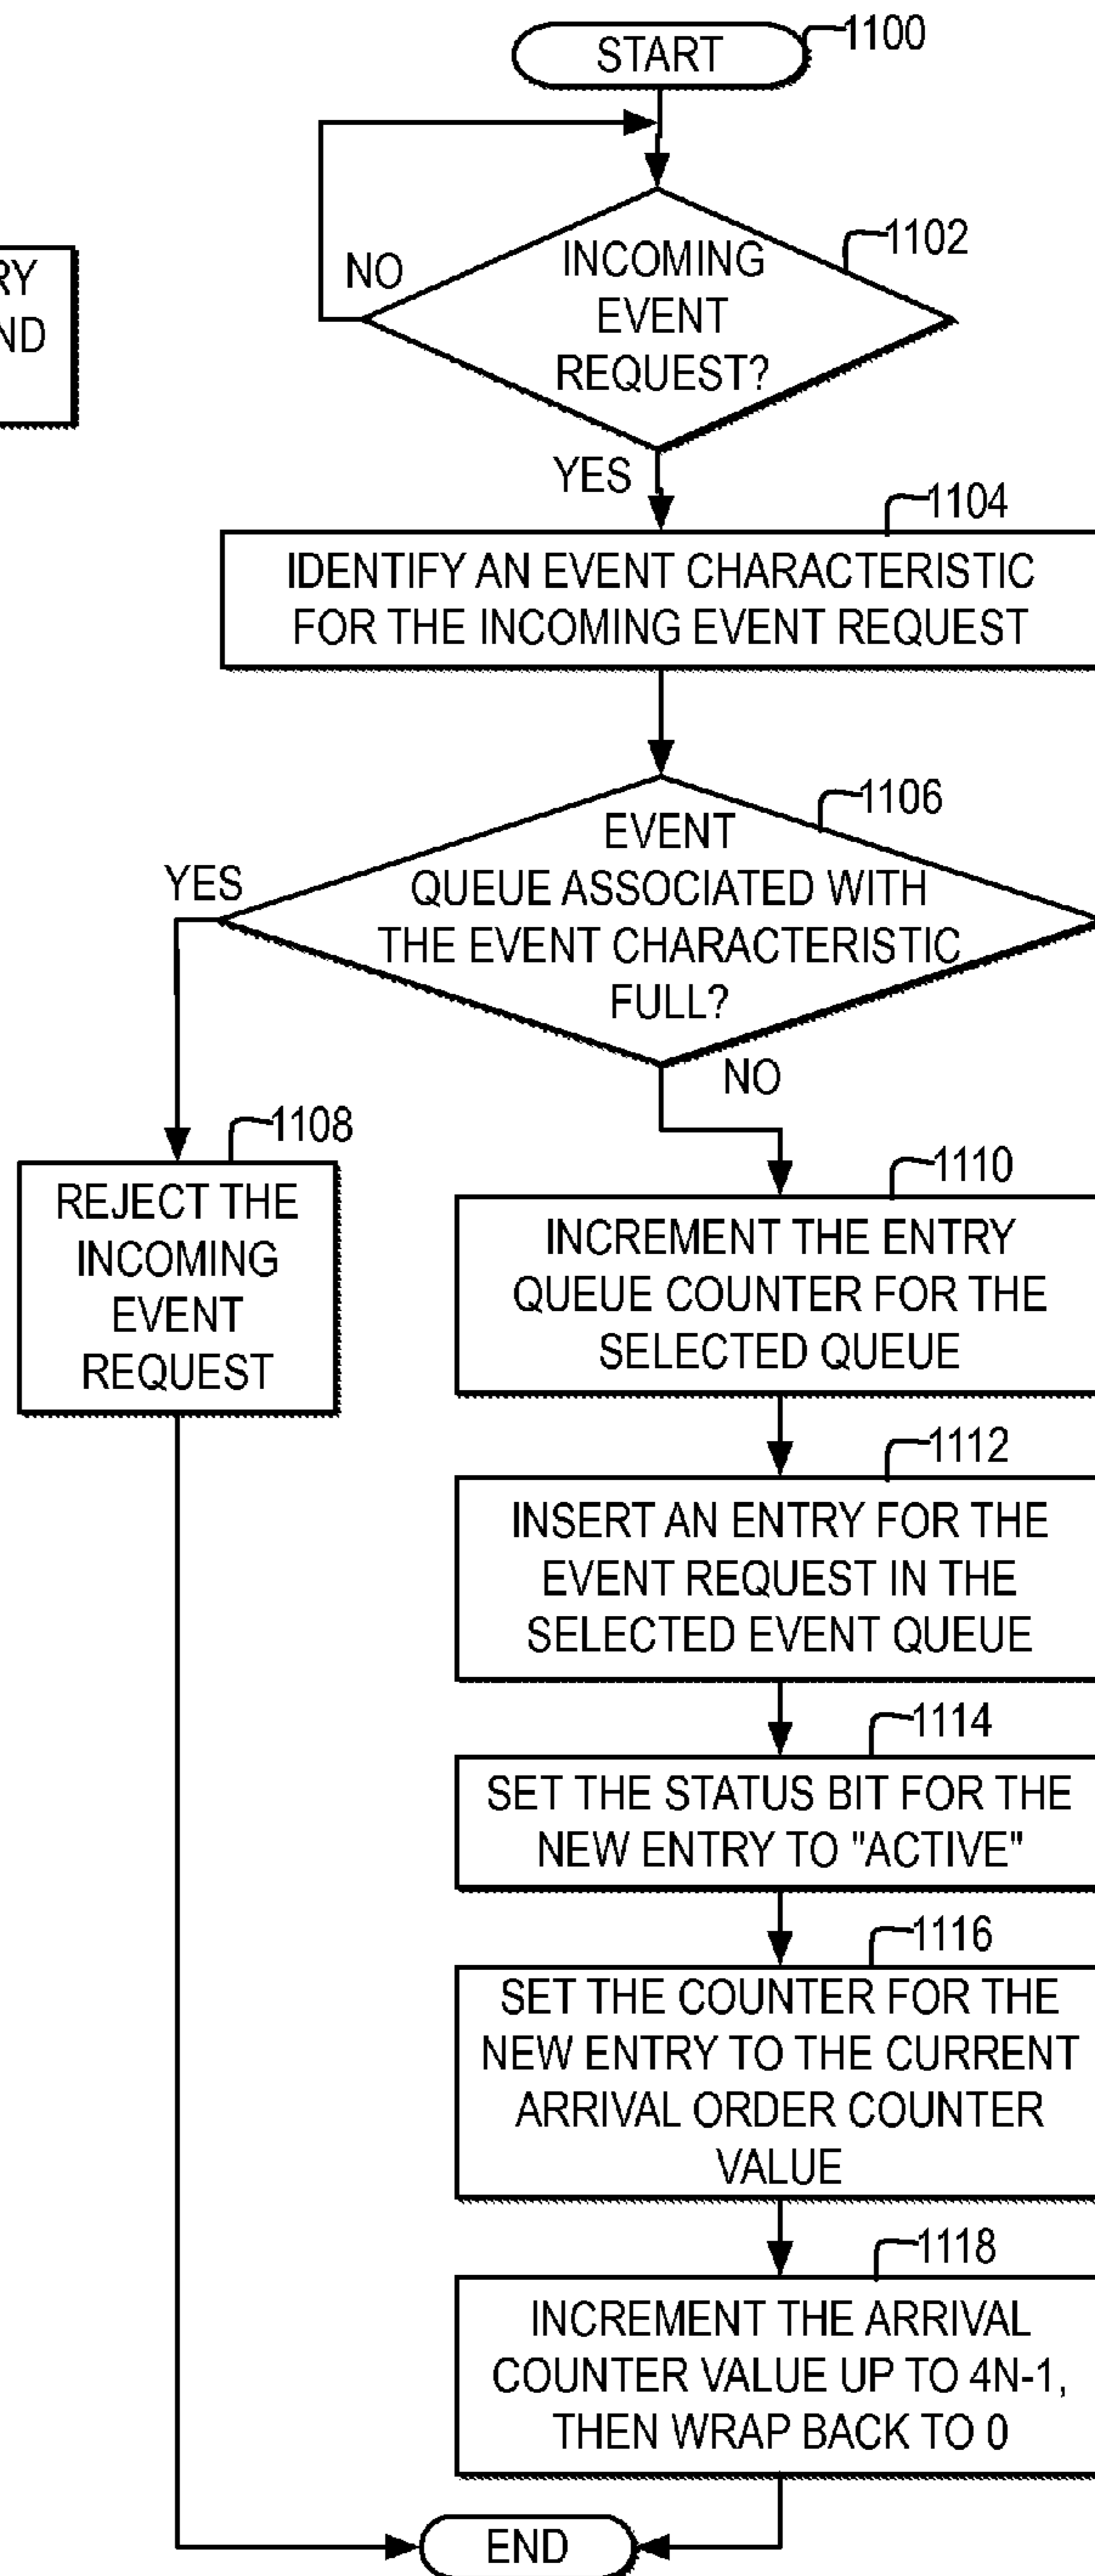 START
1100
INCOMING
EVENT
REQUEST?
1102
NO
YES
1104
IDENTIFY AN EVENT CHARACTERISTIC
FOR THE INCOMING EVENT REQUEST
1106
EVENT
QUEUE ASSOCIATED WITH
THE EVENT CHARACTERISTIC
FULL?
YES
NO
1108
REJECT THE
INCOMING
EVENT
REQUEST
1110
INCREMENT THE ENTRY
QUEUE COUNTER FOR THE
SELECTED QUEUE
1112
INSERT AN ENTRY FOR THE
EVENT REQUEST IN THE
SELECTED EVENT QUEUE
1114
SET THE STATUS BIT FOR THE
NEW ENTRY TO "ACTIVE"
1116
SET THE COUNTER FOR THE
NEW ENTRY TO THE CURRENT
ARRIVAL ORDER COUNTER
VALUE
1118
INCREMENT THE ARRIVAL
COUNTER VALUE UP TO 4N-1,
THEN WRAP BACK TO 0
END